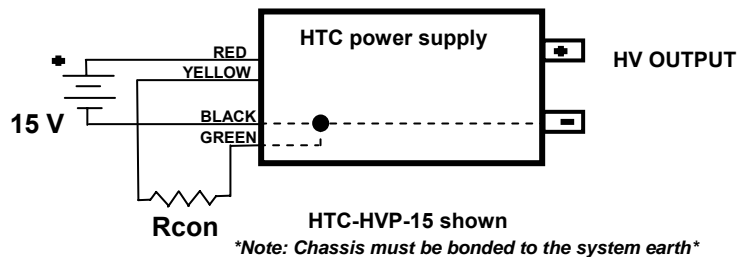 HTC power supply
+
RED
+
HV OUTPUT
YELLOW
15 V
BLACK
-
GREEN
Rcon
HTC-HVP-15 shown
*Note: Chassis must be bonded to the system earth*